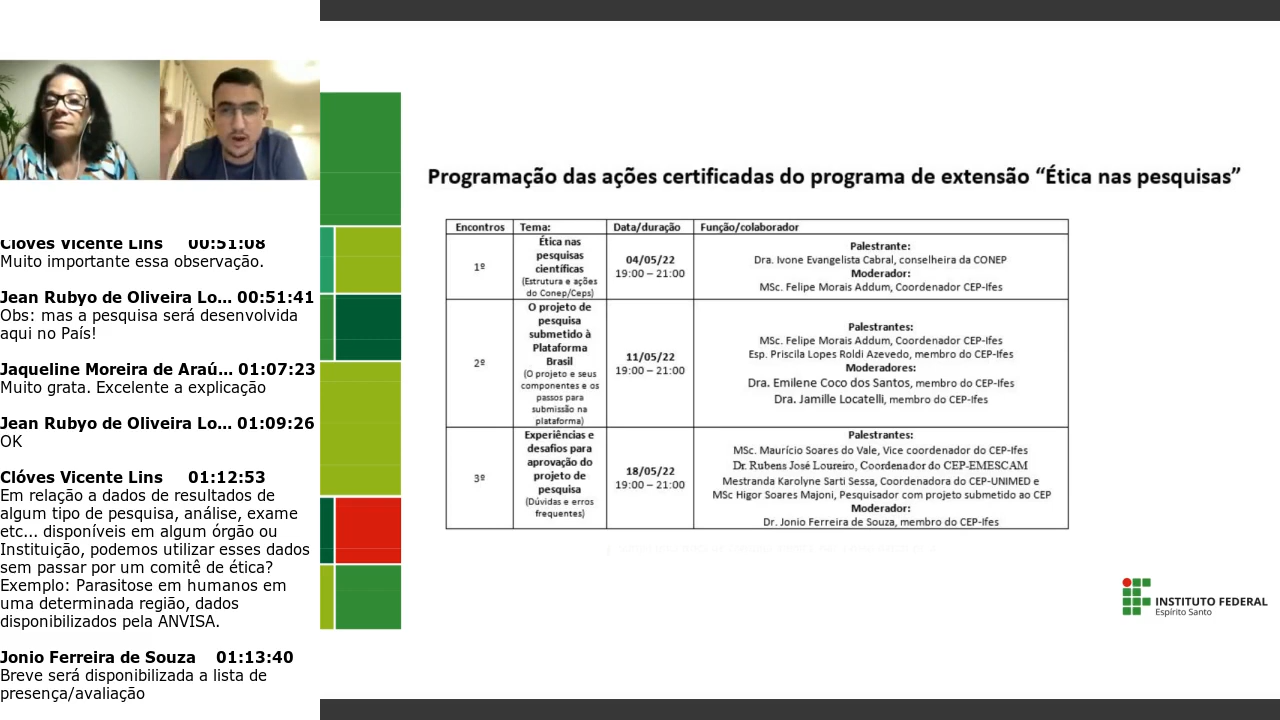 Clóves Vicente Lins 00:51:08
Muito importante essa observação.
Jean Rubyo de Oliveira Lo... 00:51:41
Obs: mas a pesquisa será desenvolvida
aqui no País!
Jaqueline Moreira de Araú... 01:07:23
Muito grata. Excelente a explicação
Jean Rubyo de Oliveira Lo... 01:09:26
OK
Clóves Vicente Lins 01:12:53
Em relação a dados de resultados de
algum tipo de pesquisa, análise, exame
etc... disponíveis em algum órgão ou
Instituição, podemos utilizar esses dados
sem passar por um comitê de ética?
Exemplo: Parasitose em humanos em
uma determinada região, dados
disponibilizados pela ANVISA.
Jonio Ferreira de Souza 01:13:40
Breve será disponibilizada a lista de
presença/avaliação
Programação das ações certificadas do programa de extensão “Ética nas pesquisas”
Encontros Tema: Data/duração Função/colaborador
1º
Ética nas
pesquisas
científicas
(Estrutura e ações
do Conep/Ceps)
04/05/22
19:00 – 21:00
Palestrante:
Dra. Ivone Evangelista Cabral, conselheira da CONEP
Moderador:
MSc. Felipe Morais Addum, Coordenador CEP-Ifes
2º
O projeto de
pesquisa
submetido à
Plataforma
Brasil
(O projeto e seus
componentes e os
passos para
submissão na
plataforma)
11/05/22
19:00 – 21:00
Palestrantes:
MSc. Felipe Morais Addum, Coordenador CEP-Ifes
Esp. Priscila Lopes Roldi Azevedo, membro do CEP-Ifes
Moderadores:
Dra. Emilene Coco dos Santos, membro do CEP-Ifes
Dra. Jamille Locatelli, membro do CEP-Ifes
3º
Experiências e
desafios para
aprovação do
projeto de
pesquisa
(Dúvidas e erros
frequentes)
18/05/22
19:00 – 21:00
Palestrantes:
MSc. Maurício Soares do Vale, Vice coordenador do CEP-Ifes
Dr. Rubens José Loureiro, Coordenador do CEP-EMESCAM
Mestranda Karolyne Sarti Sessa, Coordenadora do CEP-UNIMED e
MSc Higor Soares Majoni, Pesquisador com projeto submetido ao CEP
Moderador:
Dr. Jonio Ferreira de Souza, membro do CEP-Ifes
INSTITUTO FEDERAL
Espírito Santo